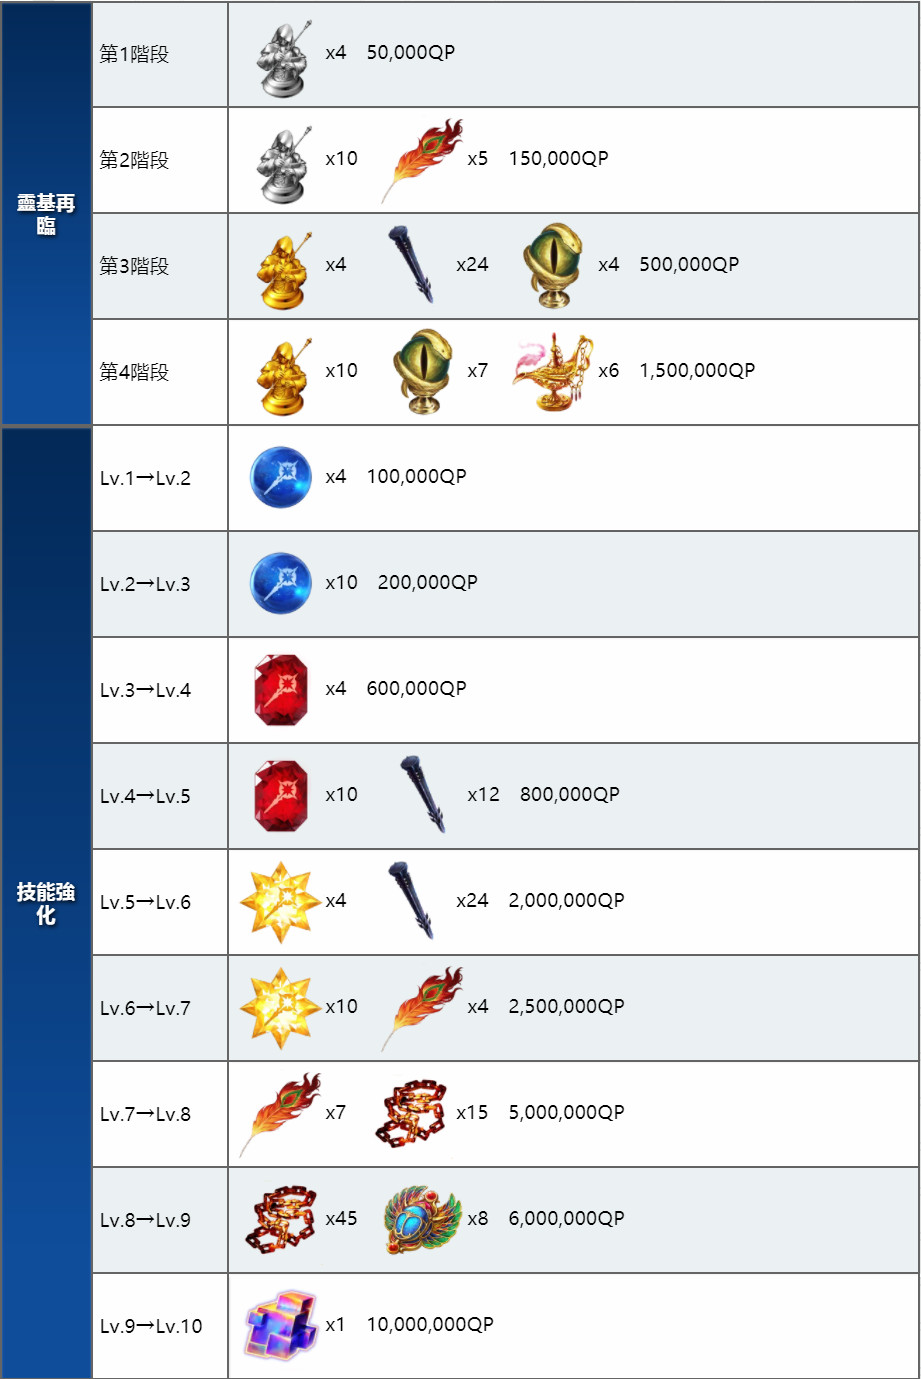 靈基再
臨
第1階段
x4 50,000QP
第2階段
x10 x5 150,000QP
第3階段
x4 x24 x4 500,000QP
第4階段
x10 x7 x6 1,500,000QP
技能強
化
Lv.1→Lv.2
x4 100,000QP
Lv.2→Lv.3
x10 200,000QP
Lv.3→Lv.4
x4 600,000QP
Lv.4→Lv.5
x10 x12 800,000QP
Lv.5→Lv.6
x4 x24 2,000,000QP
Lv.6→Lv.7
x10 x4 2,500,000QP
Lv.7→Lv.8
x7 x15 5,000,000QP
Lv.8→Lv.9
x45 x8 6,000,000QP
Lv.9→Lv.10
x1 10,000,000QP